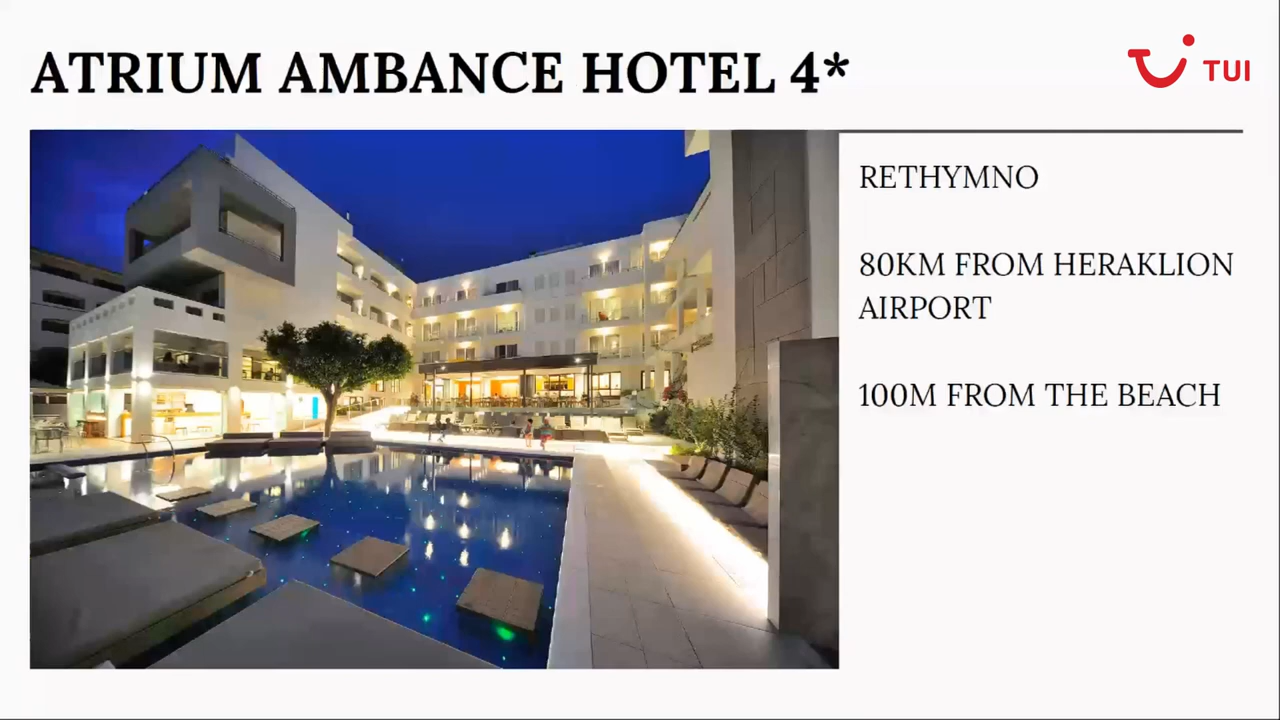 ATRIUM AMBANCE HOTEL 4*
TUI
RETHYMNO
80KM FROM HERAKLION
AIRPORT
100M FROM THE BEACH